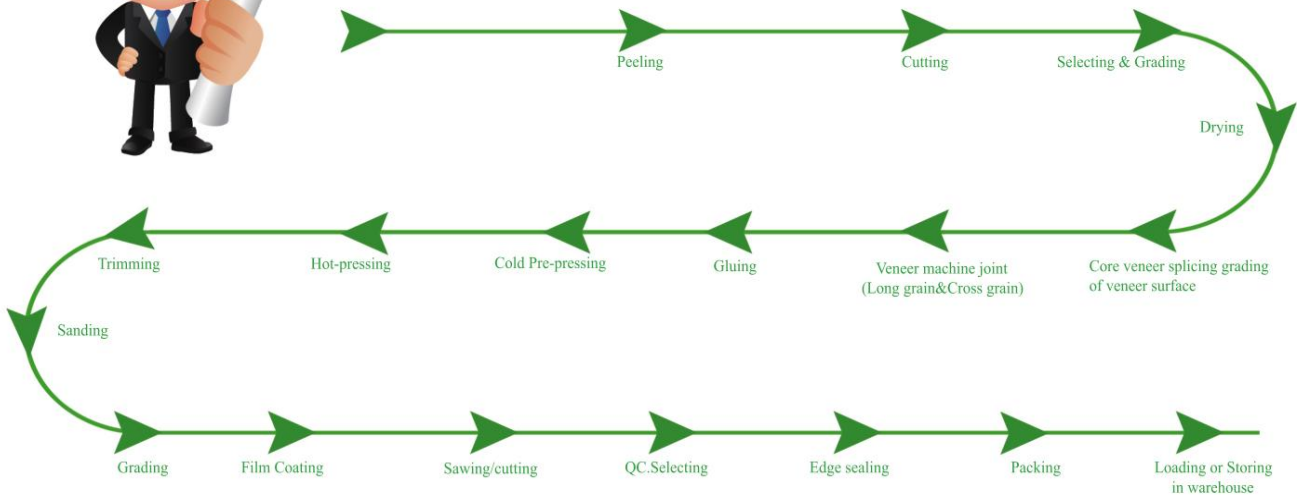 Peeling
Cutting
Selecting & Grading
Drying
Core veneer splicing grading
of veneer surface
Veneer machine joint
(Long grain&Cross grain)
Gluing
Cold Pre-pressing
Hot-pressing
Trimming
Sanding
Grading
Film Coating
Sawing/cutting
QC.Selecting
Edge sealing
Packing
Loading or Storing
in warehouse